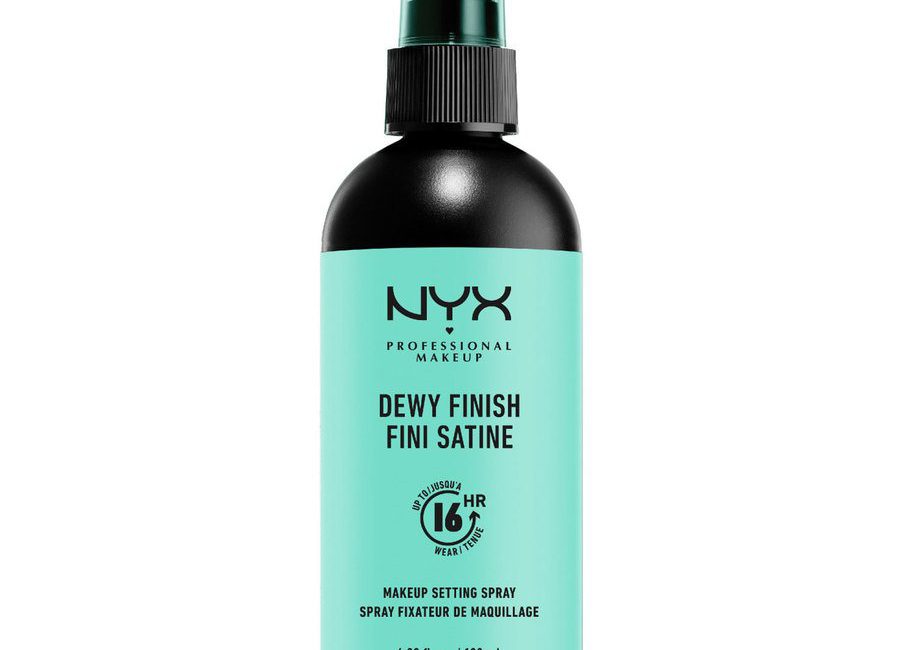 NYX
PROFESSIONAL
MAKEUP
DEWY FINISH
FINI SATINE
UP TO/JUSQU'A
16 HR
WEAR/TENUE
MAKEUP SETTING SPRAY
SPRAY FIXATEUR DE MAQUILLAGE